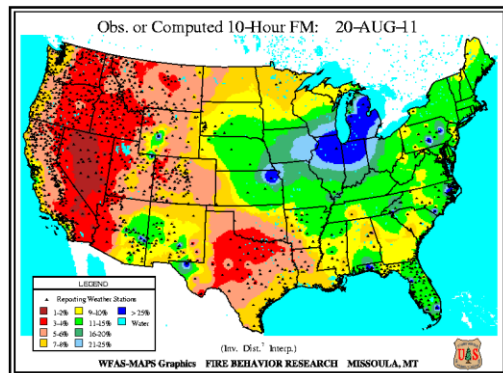 Obs. or Computed 10-Hour FM: 20-AUG-11
LEGEND
Reporting Weather Stations
1-2% 9-10% > 25%
3-4% 11-15% Water
5-6% 16-20%
7-8% 21-25%
(Inv. Dist.² Interp.)
WFAS-MAPS Graphics FIRE BEHAVIOR RESEARCH MISSOULA, MT